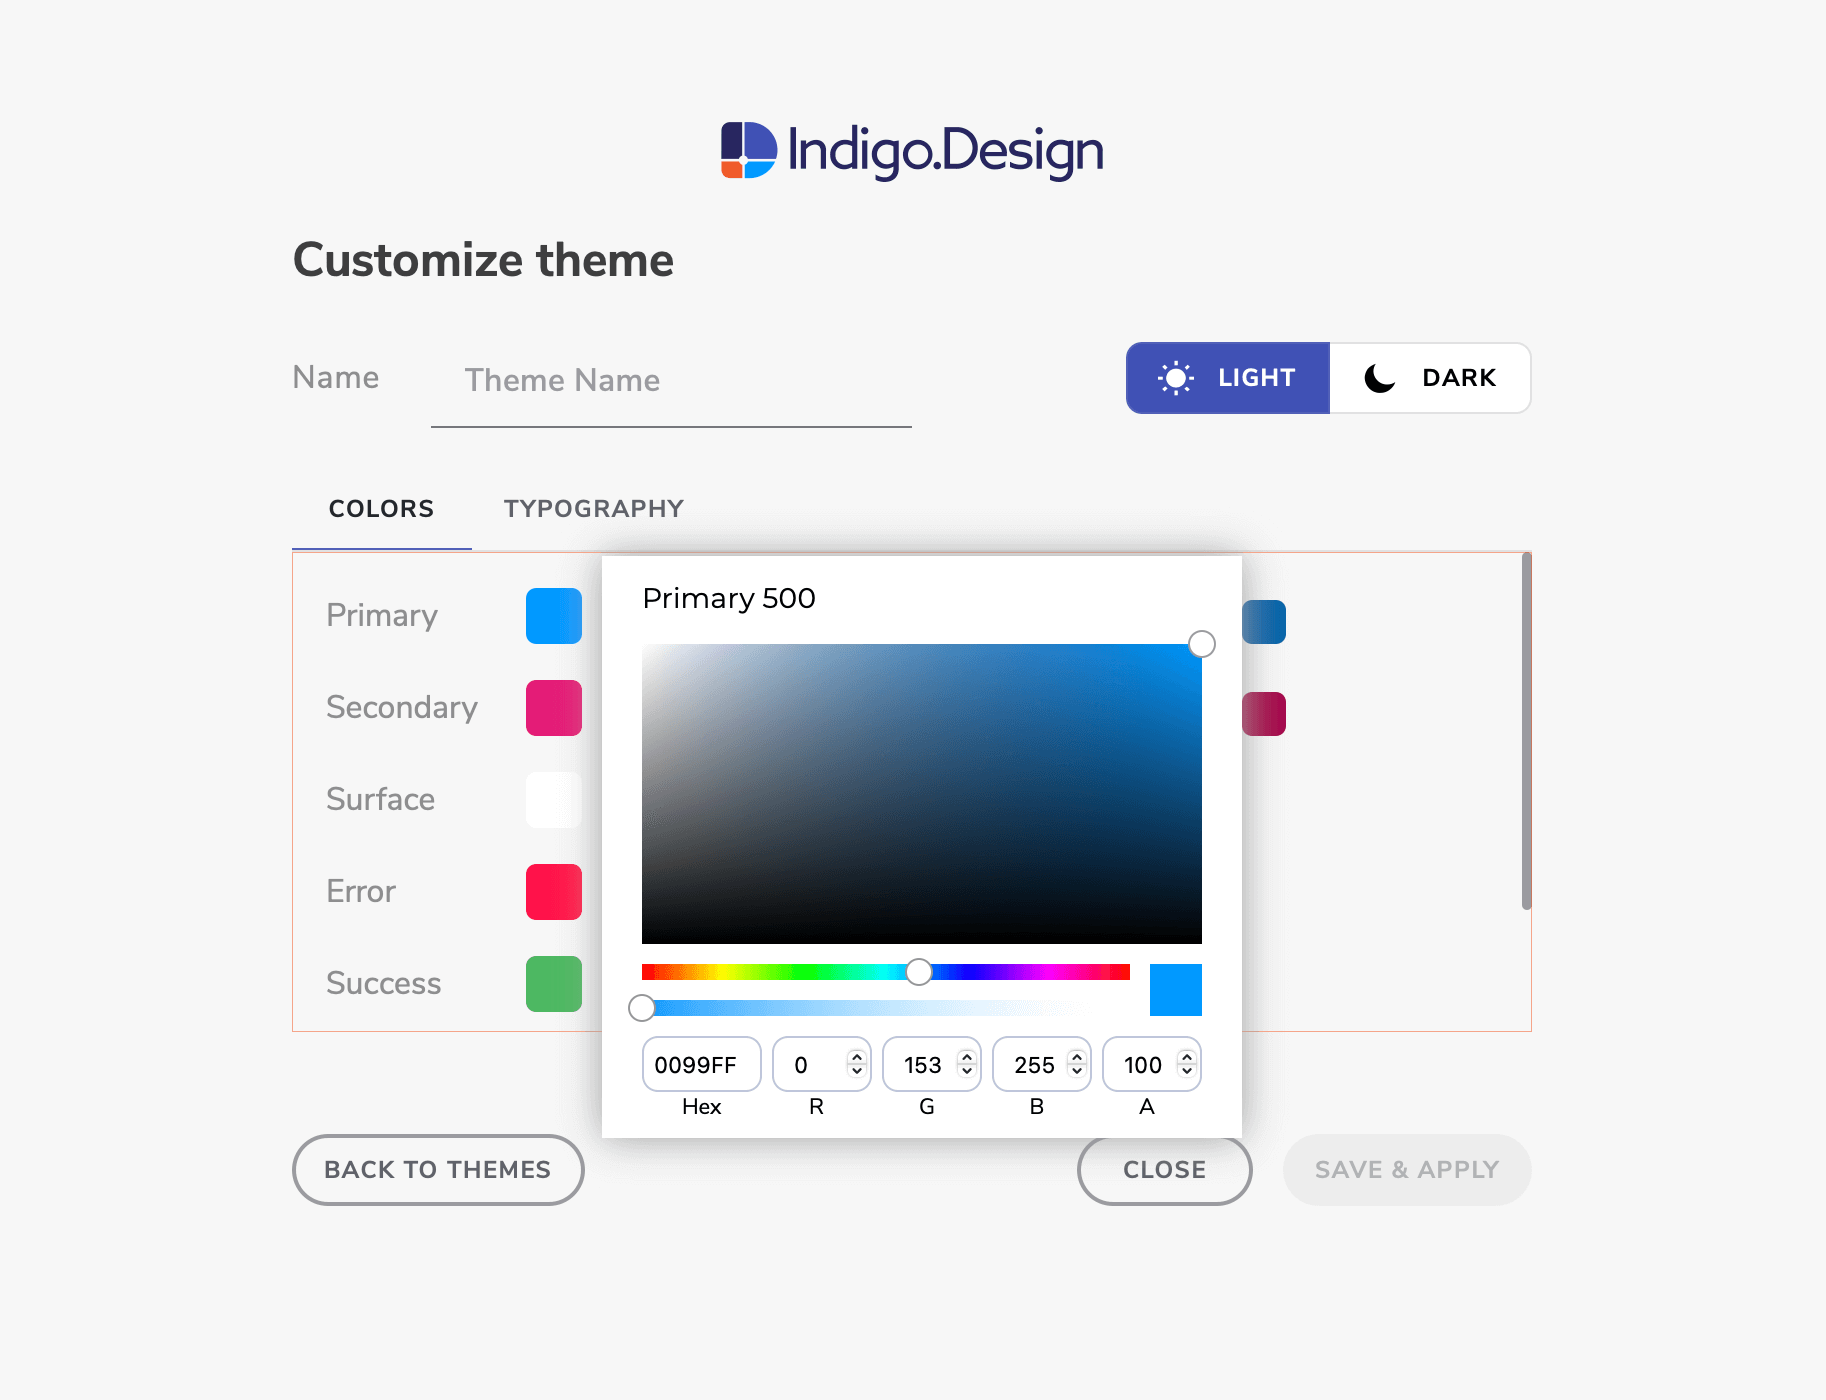 Indigo.Design
Customize theme
Name
Theme Name
LIGHT
DARK
COLORS
TYPOGRAPHY
Primary
Secondary
Surface
Error
Success
Primary 500
0099FF
0
153
255
100
Hex
R
G
B
A
BACK TO THEMES
CLOSE
SAVE & APPLY